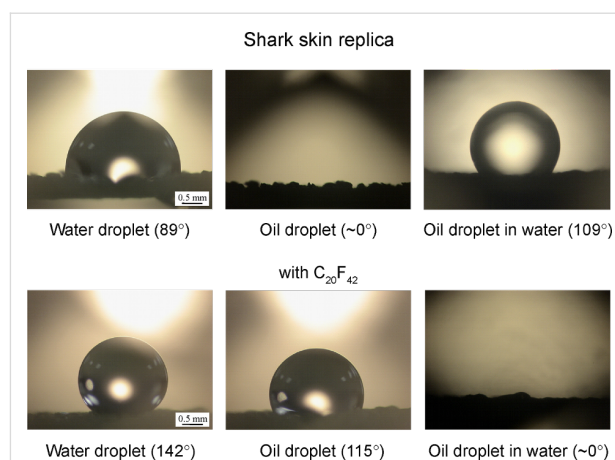 Shark skin replica
0.5 mm
Water droplet (89°)
Oil droplet (~0°)
Oil droplet in water (109°)
with C₂₀F₄₂
0.5 mm
Water droplet (142°)
Oil droplet (115°)
Oil droplet in water (~0°)